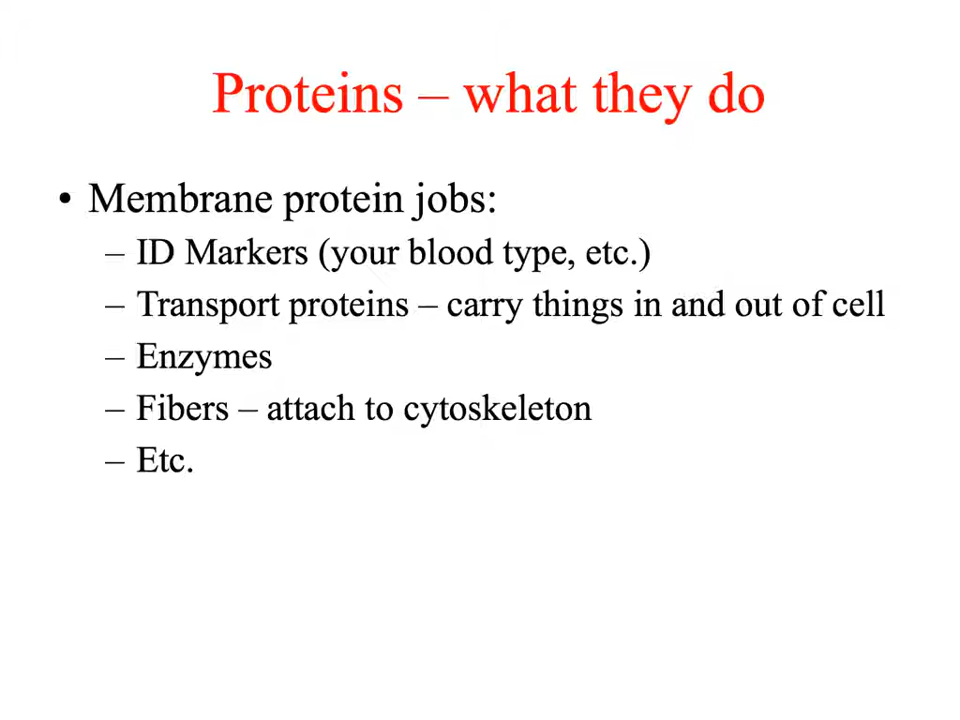 Proteins – what they do
• Membrane protein jobs:
– ID Markers (your blood type, etc.)
– Transport proteins – carry things in and out of cell
– Enzymes
– Fibers – attach to cytoskeleton
– Etc.